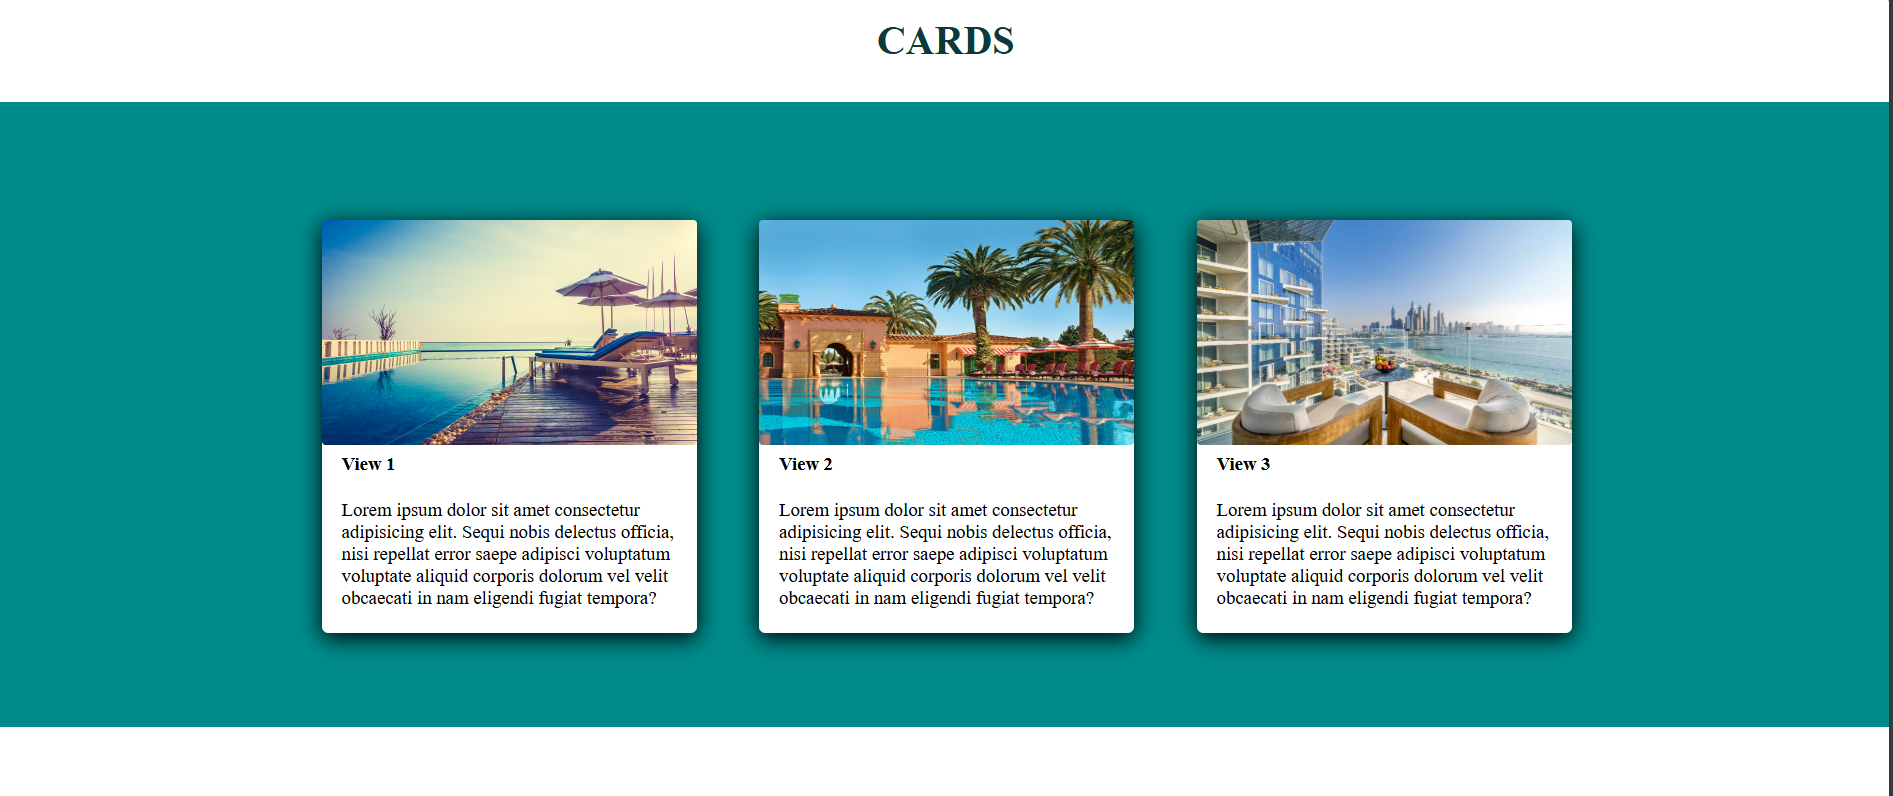 CARDS
View 1
Lorem ipsum dolor sit amet consectetur
adipisicing elit. Sequi nobis delectus officia,
nisi repellat error saepe adipisci voluptatum
voluptate aliquid corporis dolorum vel velit
obcaecati in nam eligendi fugiat tempora?
View 2
Lorem ipsum dolor sit amet consectetur
adipisicing elit. Sequi nobis delectus officia,
nisi repellat error saepe adipisci voluptatum
voluptate aliquid corporis dolorum vel velit
obcaecati in nam eligendi fugiat tempora?
View 3
Lorem ipsum dolor sit amet consectetur
adipisicing elit. Sequi nobis delectus officia,
nisi repellat error saepe adipisci voluptatum
voluptate aliquid corporis dolorum vel velit
obcaecati in nam eligendi fugiat tempora?